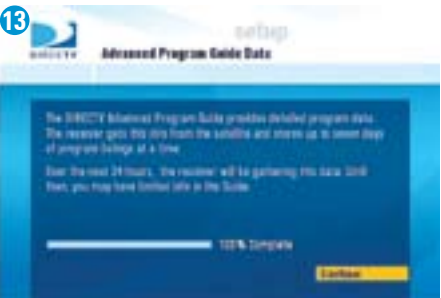 13
setup
DIRECTV
Advanced Program Guide Data
The DIRECTV Advanced Program Guide provides detailed program data.
The receiver gets this data from the satellite and stores up to seven days
of program listings at a time.
Over the next 24 hours, the receiver will be gathering this data. Until
then, you may have limited info in the Guide.
100% Complete
Continue